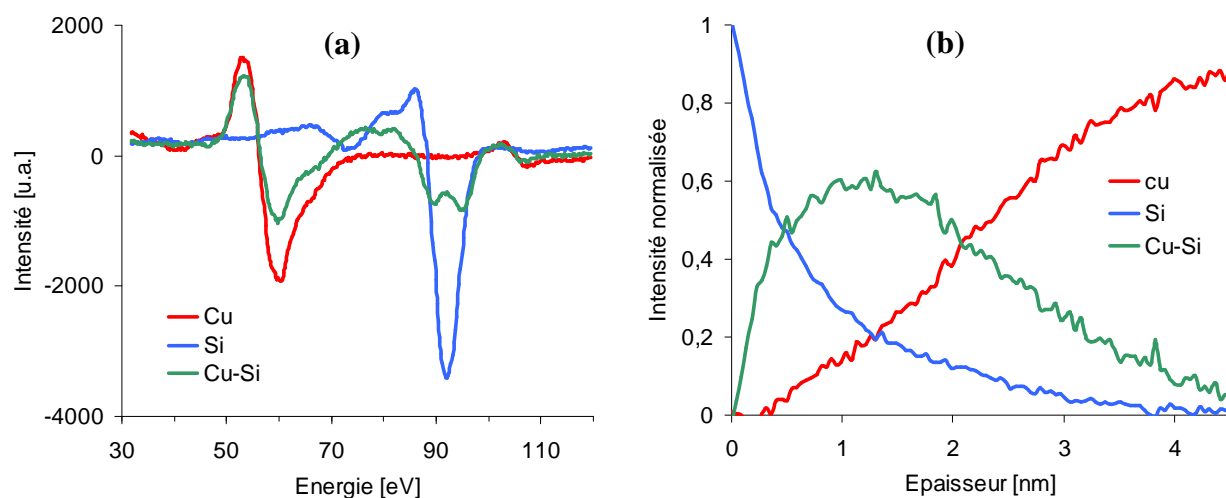 (a)
2000
0
-2000
-4000
Intensité [u.a.]
Cu
Si
Cu-Si
30
50
70
90
110
Energie [eV]
(b)
1
0,8
0,6
0,4
0,2
0
Intensité normalisée
cu
Si
Cu-Si
0
1
2
3
4
Epaisseur [nm]